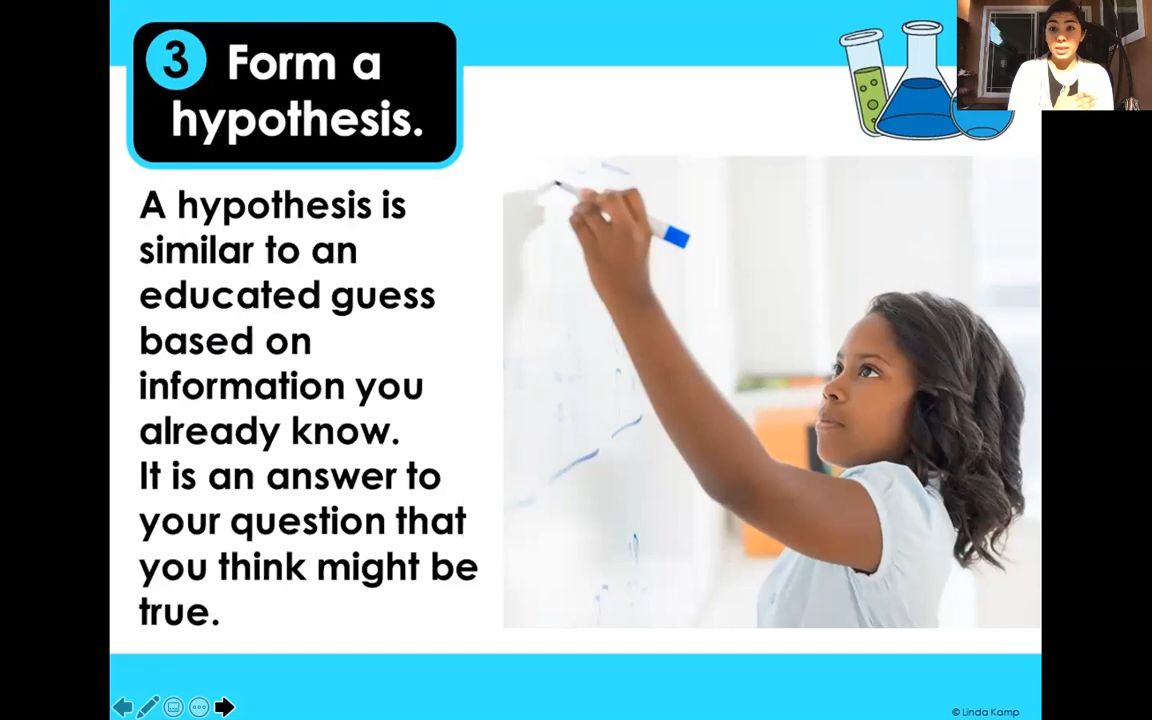 3 Form a
hypothesis.
A hypothesis is
similar to an
educated guess
based on
information you
already know.
It is an answer to
your question that
you think might be
true.
© Linda Kamp